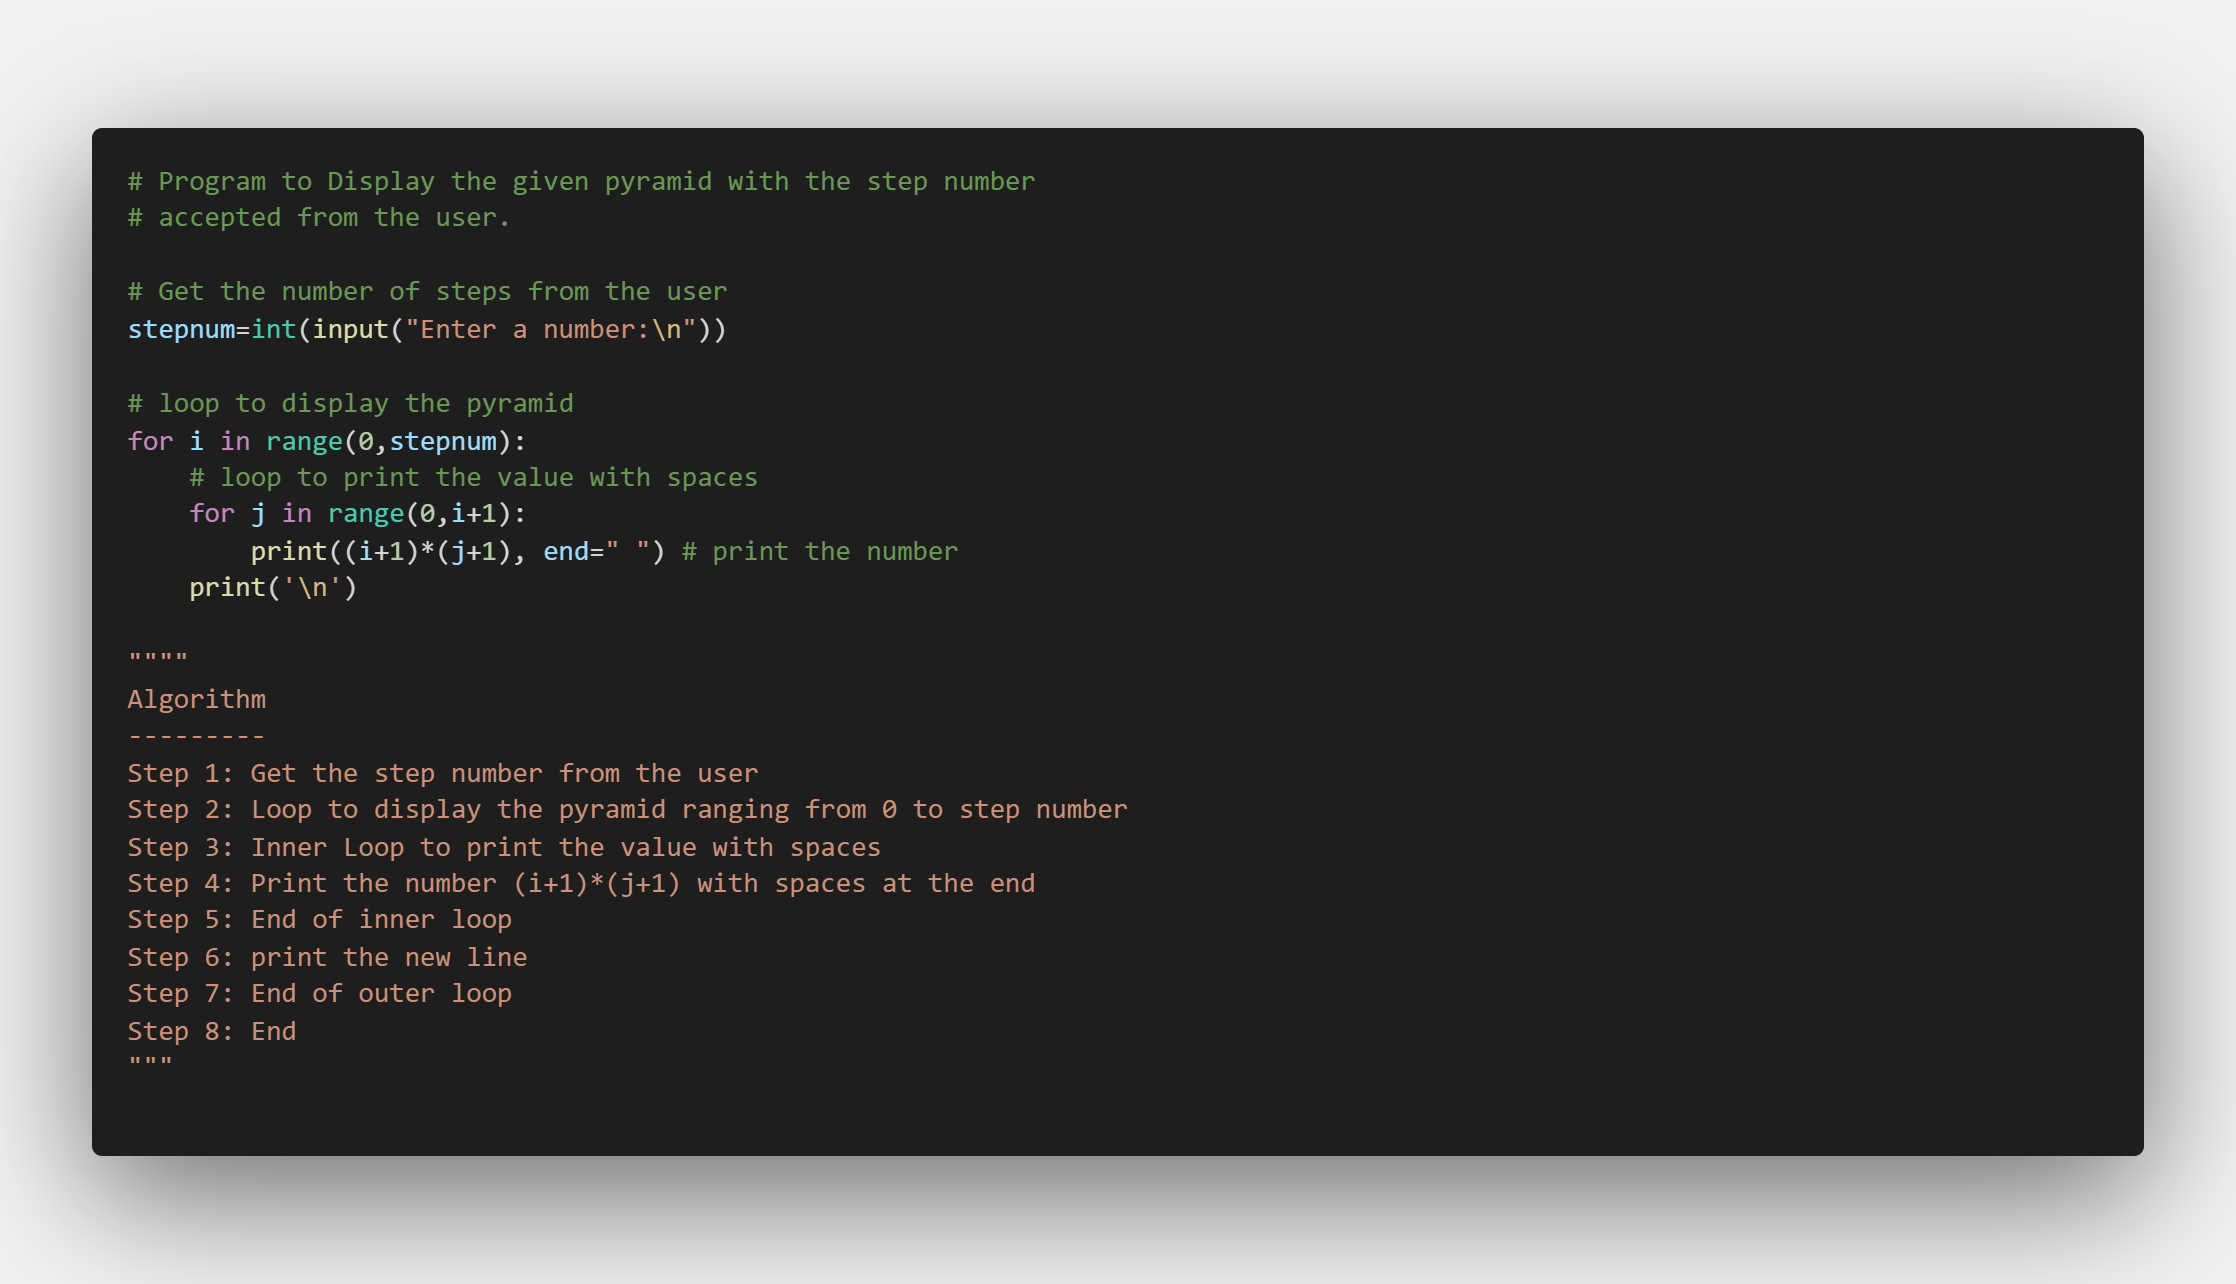 # Program to Display the given pyramid with the step number
# accepted from the user.

# Get the number of steps from the user
stepnum=int(input("Enter a number:\n"))

# loop to display the pyramid
for i in range(0,stepnum):
    # loop to print the value with spaces
    for j in range(0,i+1):
        print((i+1)*(j+1), end=" ") # print the number
    print('\n')

""""
Algorithm
---------
Step 1: Get the step number from the user
Step 2: Loop to display the pyramid ranging from 0 to step number
Step 3: Inner Loop to print the value with spaces
Step 4: Print the number (i+1)*(j+1) with spaces at the end
Step 5: End of inner loop
Step 6: print the new line
Step 7: End of outer loop
Step 8: End
"""